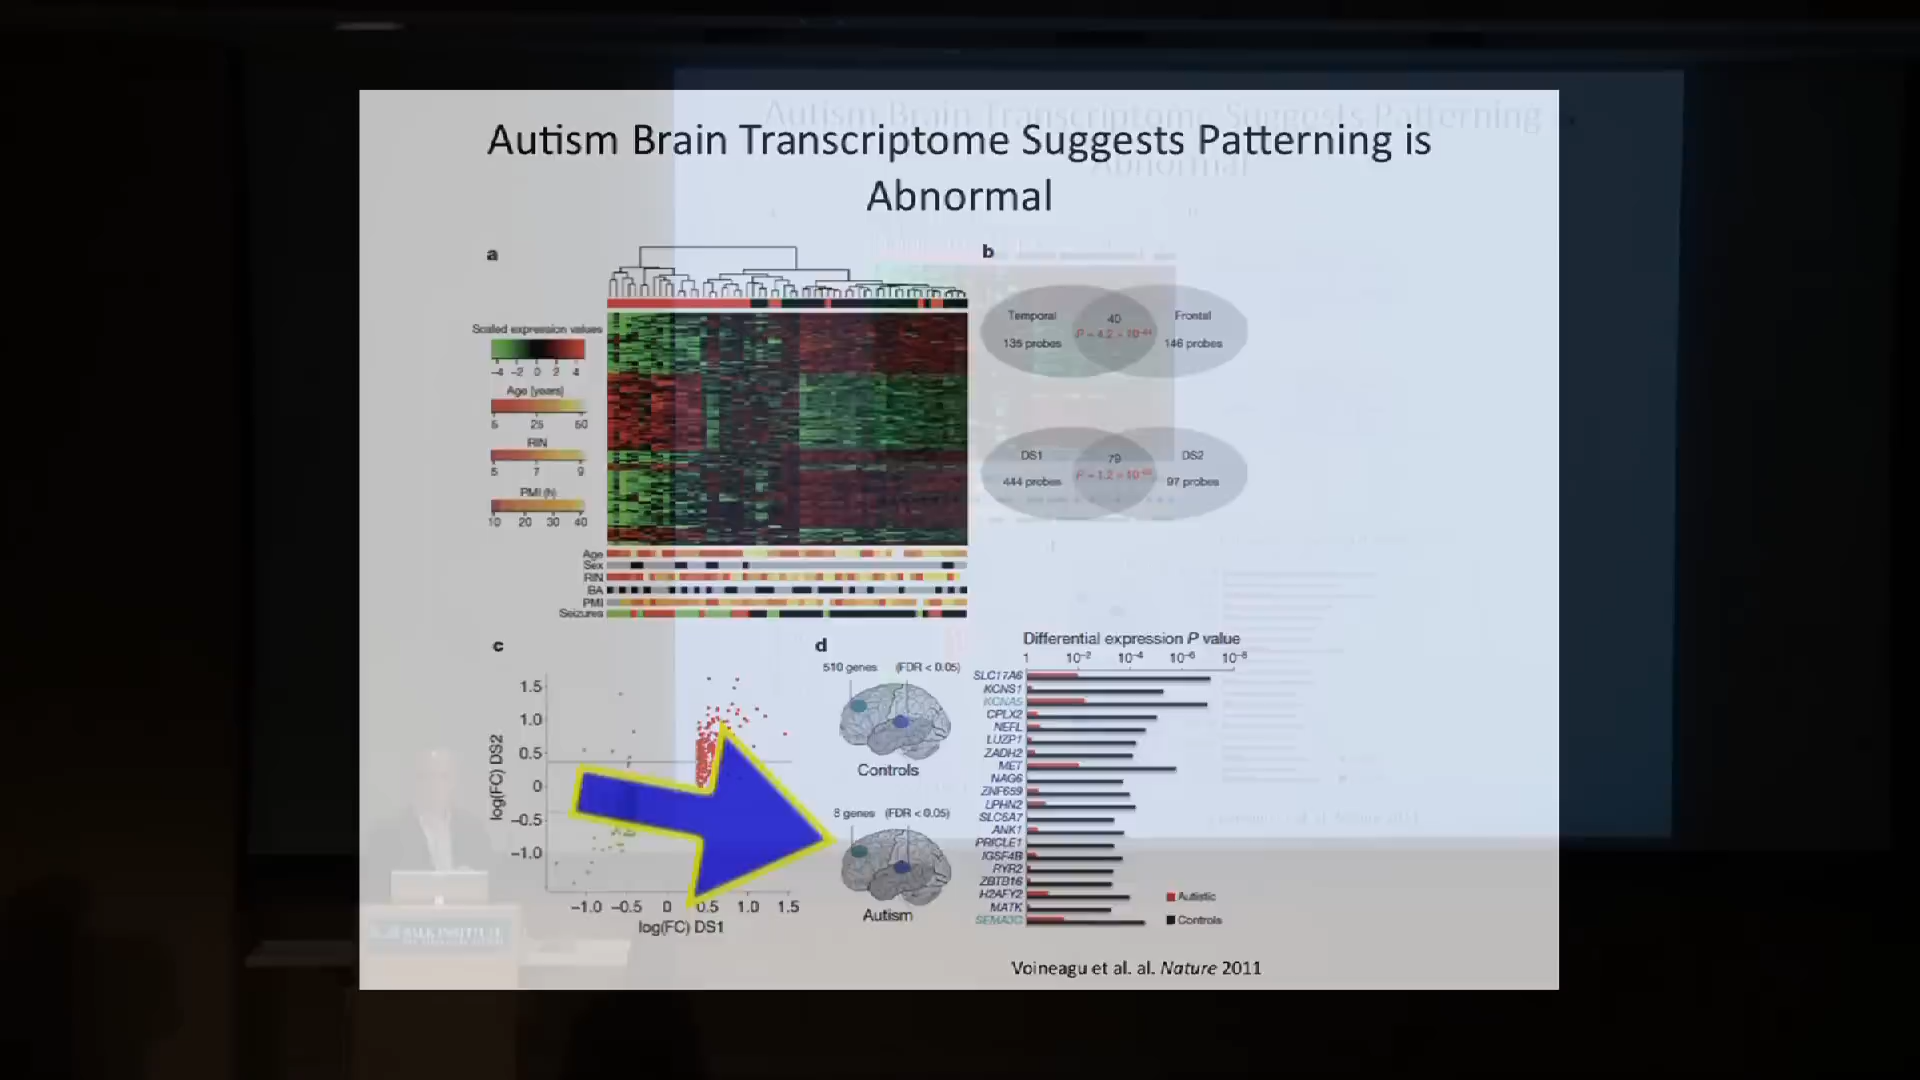 Autism Brain Transcriptome Suggests Patterning is
Abnormal
a
Scaled expression values
−4 −2 0 2 4
Age (years)
5 25 60
RIN
5 7 9
PMI (h)
10 20 30 40
Age
Sex
RIN
BA
PMI
Seizures
b
Temporal
135 probes
40
Frontal
146 probes
DS1
444 probes
79
DS2
97 probes
c
log(FC) DS2
1.5
1.0
0.5
0
−0.5
−1.0
−1.0 −0.5 0 0.5 1.0 1.5
log(FC) DS1
d
510 genes (FDR < 0.05)
Controls
8 genes (FDR < 0.05)
Autism
Differential expression P value
1 10⁻² 10⁻⁴ 10⁻⁶ 10⁻⁸
SLC17A6
KCNS1
KCNA5
CPLX2
NEFL
LUZP1
ZADH2
MET
NAG6
ZNF659
LPHN2
SLC6A7
ANK1
PRICLE1
IGSF4B
RYR2
ZBTB16
H2AFY2
MATK
SEMA3C
Autistic
Controls
Voineagu et al. al. Nature 2011
SALK INSTITUTE